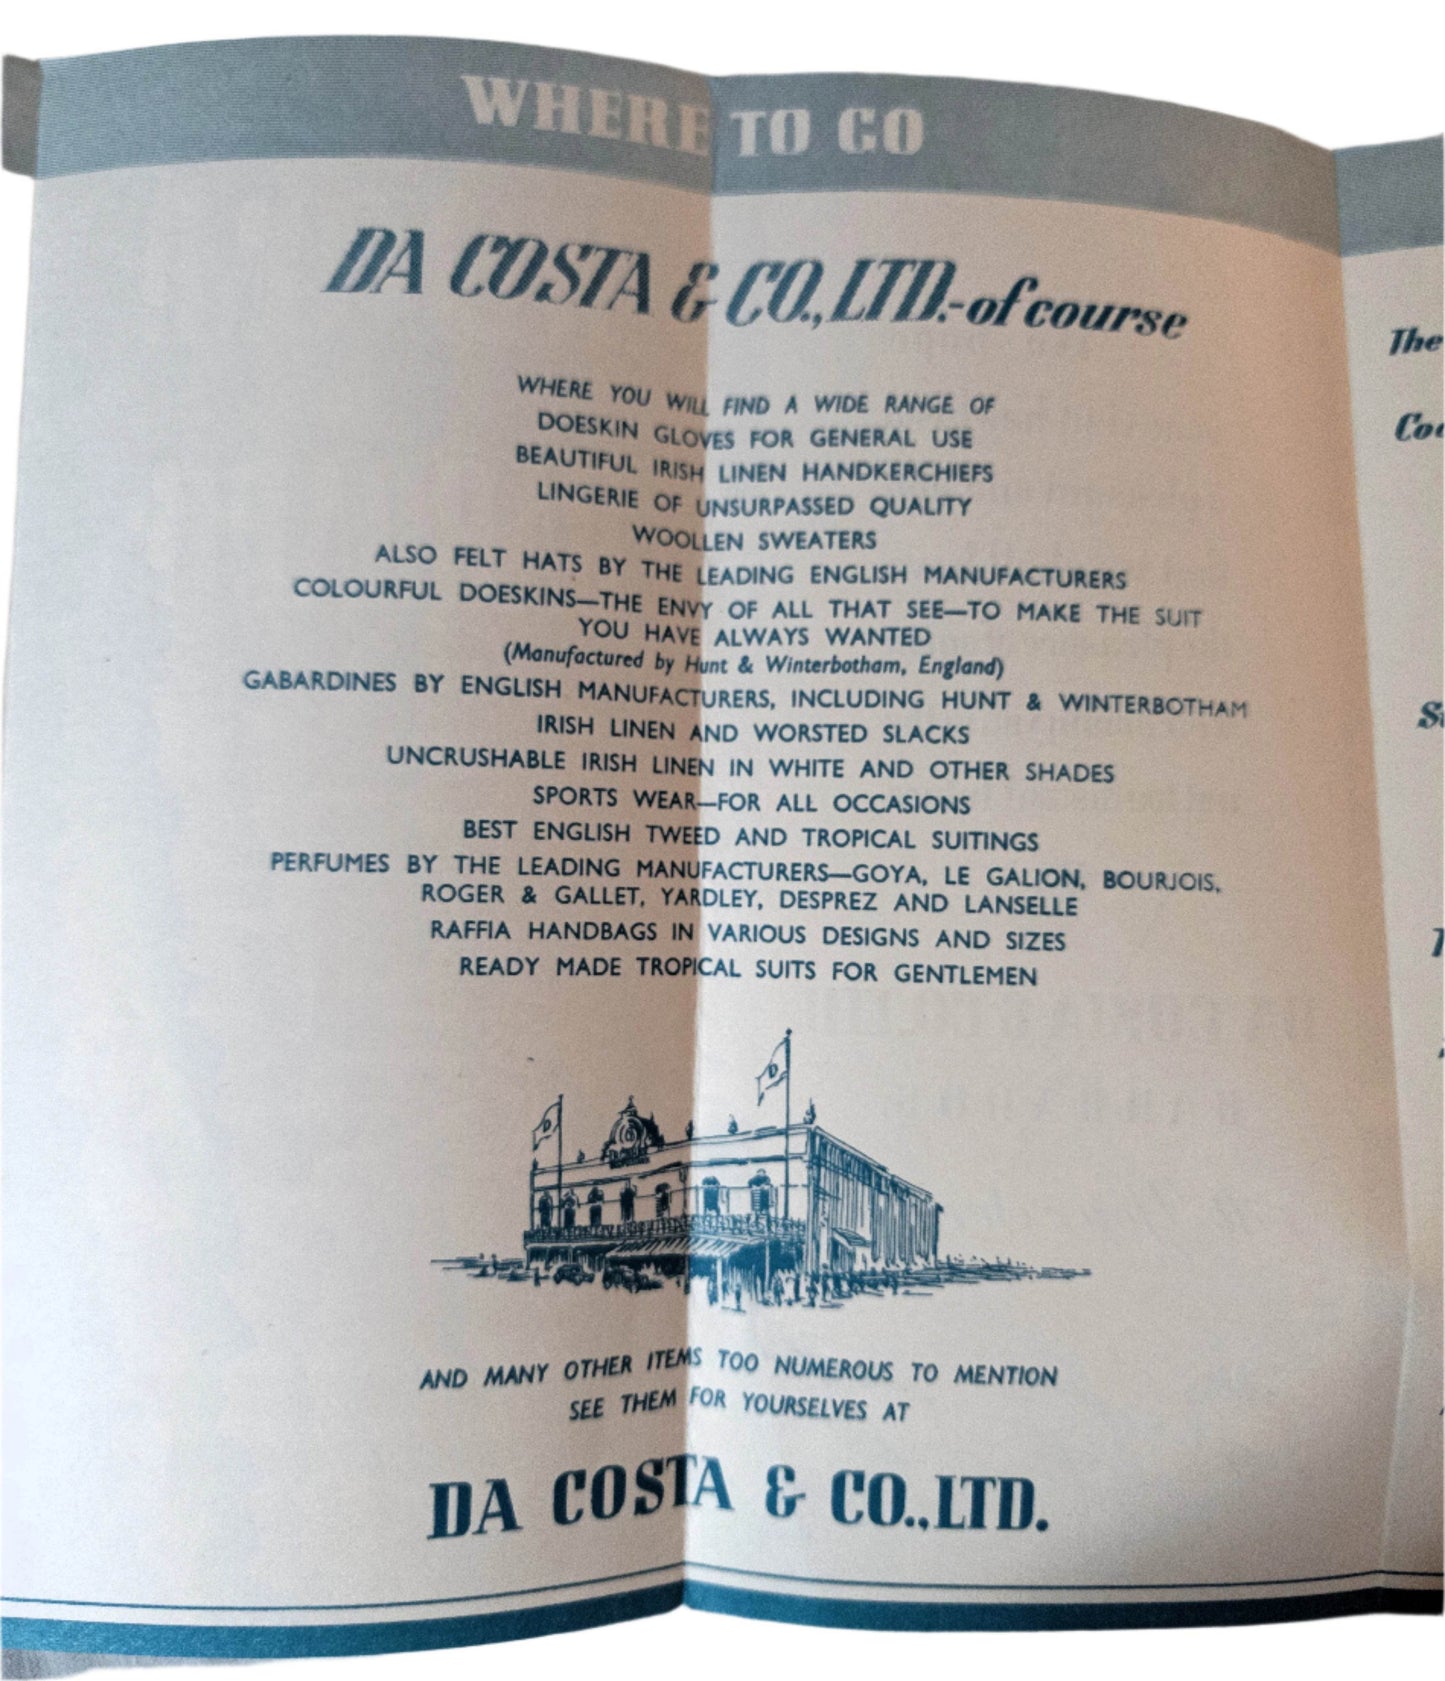 WHERE TO GO
DA COSTA & CO., LTD.-of course
WHERE YOU WILL FIND A WIDE RANGE OF
DOESKIN GLOVES FOR GENERAL USE
BEAUTIFUL IRISH LINEN HANDKERCHIEFS
LINGERIE OF UNSURPASSED QUALITY
WOOLLEN SWEATERS
ALSO FELT HATS BY THE LEADING ENGLISH MANUFACTURERS
COLOURFUL DOESKINS—THE ENVY OF ALL THAT SEE—TO MAKE THE SUIT
YOU HAVE ALWAYS WANTED
(Manufactured by Hunt & Winterbotham, England)
GABARDINES BY ENGLISH MANUFACTURERS, INCLUDING HUNT & WINTERBOTHAM
IRISH LINEN AND WORSTED SLACKS
UNCRUSHABLE IRISH LINEN IN WHITE AND OTHER SHADES
SPORTS WEAR—FOR ALL OCCASIONS
BEST ENGLISH TWEED AND TROPICAL SUITINGS
PERFUMES BY THE LEADING MANUFACTURERS—GOYA, LE GALION, BOURJOIS,
ROGER & GALLET, YARDLEY, DESPREZ AND LANSELLE
RAFFIA HANDBAGS IN VARIOUS DESIGNS AND SIZES
READY MADE TROPICAL SUITS FOR GENTLEMEN
D
D
AND MANY OTHER ITEMS TOO NUMEROUS TO MENTION
SEE THEM FOR YOURSELVES AT
DA COSTA & CO., LTD.
The